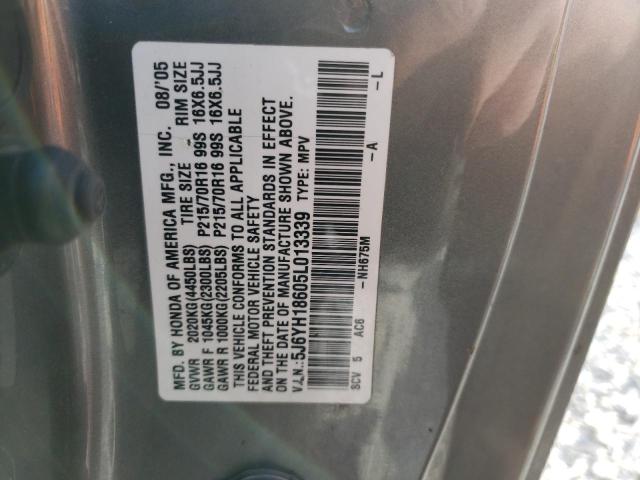 MFD. BY HONDA OF AMERICA MFG., INC. 08/'05
GVWR 2020KG(4450LBS) TIRE SIZE - RIM SIZE
GAWR F 1045KG(2300LBS) P215/70R16 99S 16X6.5JJ
GAWR R 1000KG(2205LBS) P215/70R16 99S 16X6.5JJ
THIS VEHICLE CONFORMS TO ALL APPLICABLE
FEDERAL MOTOR VEHICLE SAFETY
AND THEFT PREVENTION STANDARDS IN EFFECT
ON THE DATE OF MANUFACTURE SHOWN ABOVE.
V.I.N.: 5J6YH18605L013339 TYPE: MPV
SCV 5 AC6 -NH675M -A -L